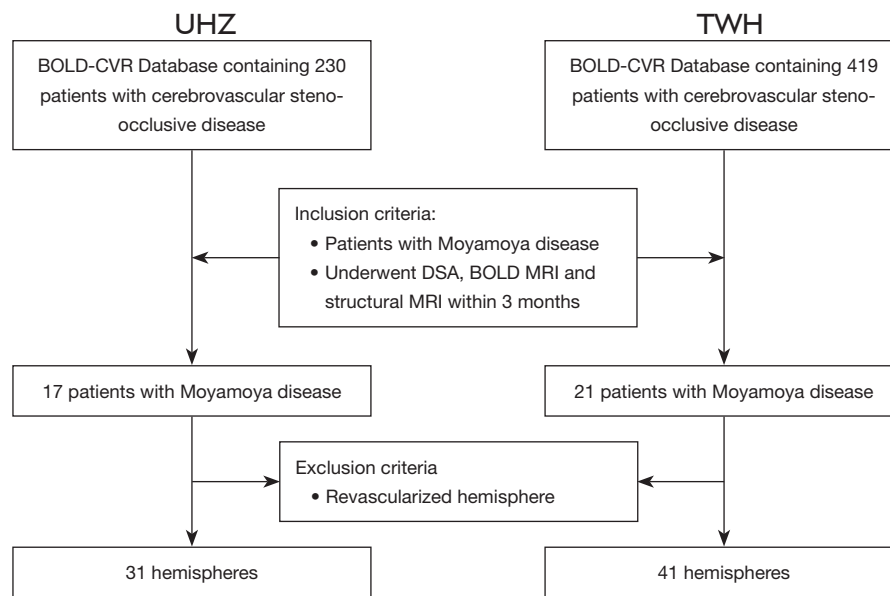 UHZ
BOLD-CVR Database containing 230
patients with cerebrovascular steno-
occlusive disease
TWH
BOLD-CVR Database containing 419
patients with cerebrovascular steno-
occlusive disease
Inclusion criteria:
• Patients with Moyamoya disease
• Underwent DSA, BOLD MRI and
structural MRI within 3 months
17 patients with Moyamoya disease
21 patients with Moyamoya disease
Exclusion criteria
• Revascularized hemisphere
31 hemispheres
41 hemispheres